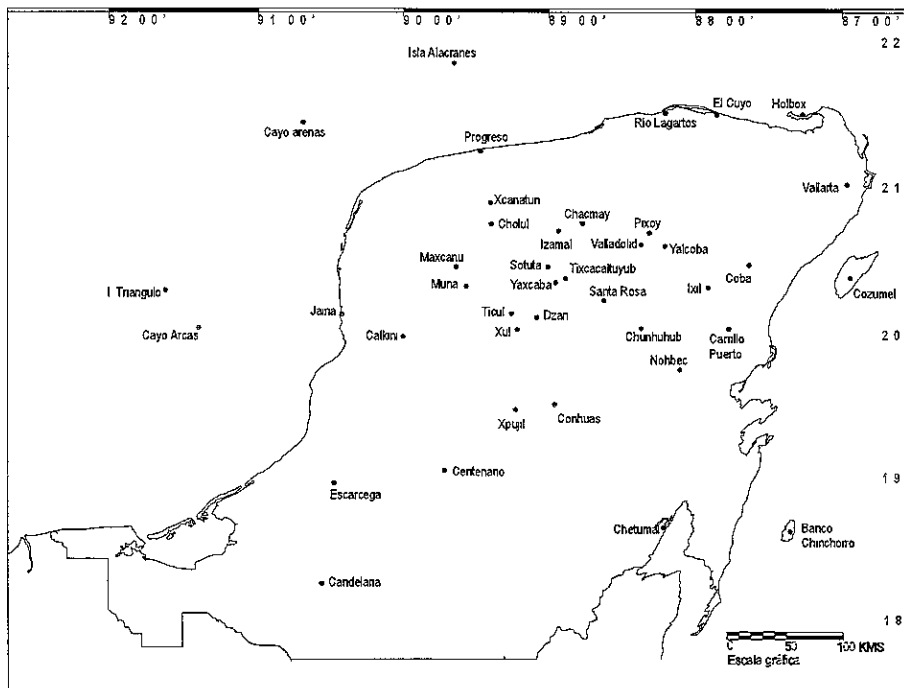 92 00' 91 00' 90 00' 89 00' 88 00' 87 00'
22
Isla Alacranes
Cayo arenas
Progreso
Rio Lagartos
El Cuyo
Holbox
21
Vallarta
Xcanatun
Cholul
Chacmay
Izamal
Pixoy
Valladolid
Yalcoba
Maxcanu
Sotuta
Tixcacaltuyub
Coba
Muna
Yaxcaba
Santa Rosa
Ixil
Cozumel
I. Triangulo
Jaina
Ticul
Dzan
Cayo Arcas
Calkini
Xul
Chunhuhub
Carrillo
Puerto
20
Nohbec
Xpujil
Conhuas
Centenario
19
Escarcega
Chetumal
Banco
Chinchorro
Candelaria
18
0 50 100 KMS
Escala gráfica